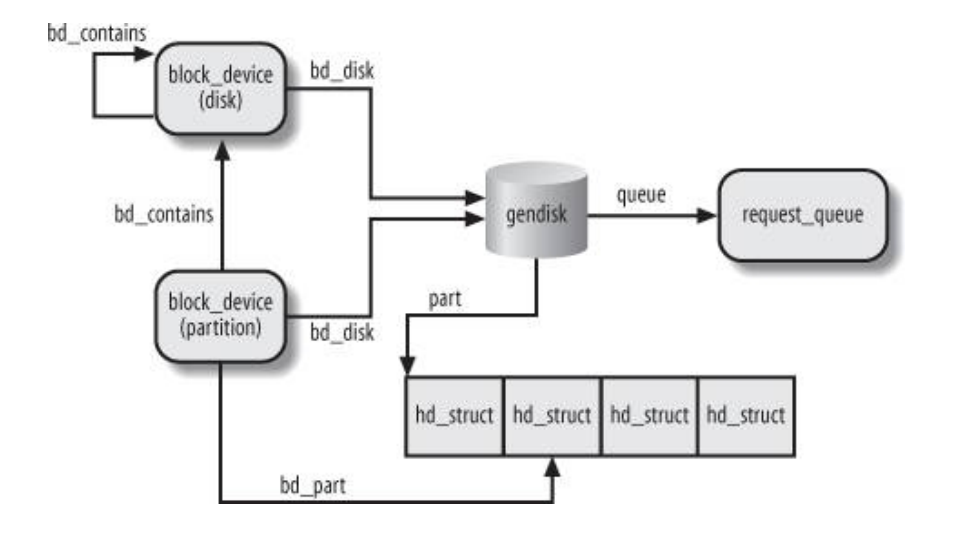 bd_contains
block_device
(disk)
bd_disk
bd_contains
gendisk
queue
request_queue
block_device
(partition)
bd_disk
part
hd_struct hd_struct hd_struct hd_struct
bd_part